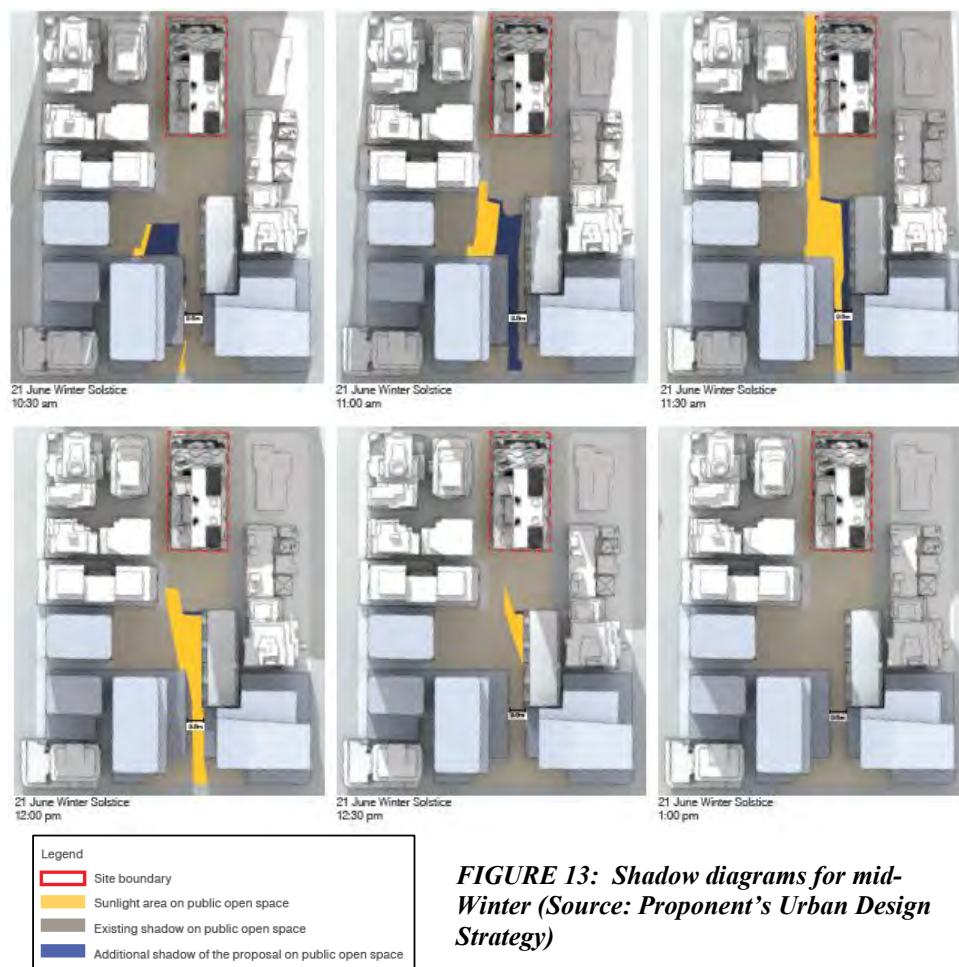 21 June Winter Solstice
10:30 am
21 June Winter Solstice
11:00 am
21 June Winter Solstice
11:30 am
21 June Winter Solstice
12:00 pm
21 June Winter Solstice
12:30 pm
21 June Winter Solstice
1:00 pm
Legend
Site boundary
Sunlight area on public open space
Existing shadow on public open space
Additional shadow of the proposal on public open space
FIGURE 13: Shadow diagrams for mid-
Winter (Source: Proponent's Urban Design
Strategy)